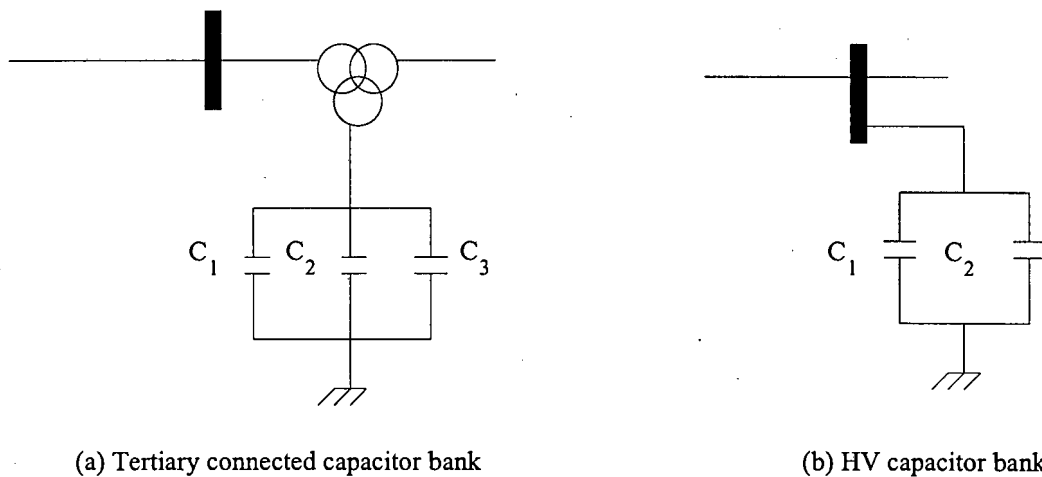 C1 C2 C3
C1 C2
(a) Tertiary connected capacitor bank
(b) HV capacitor bank